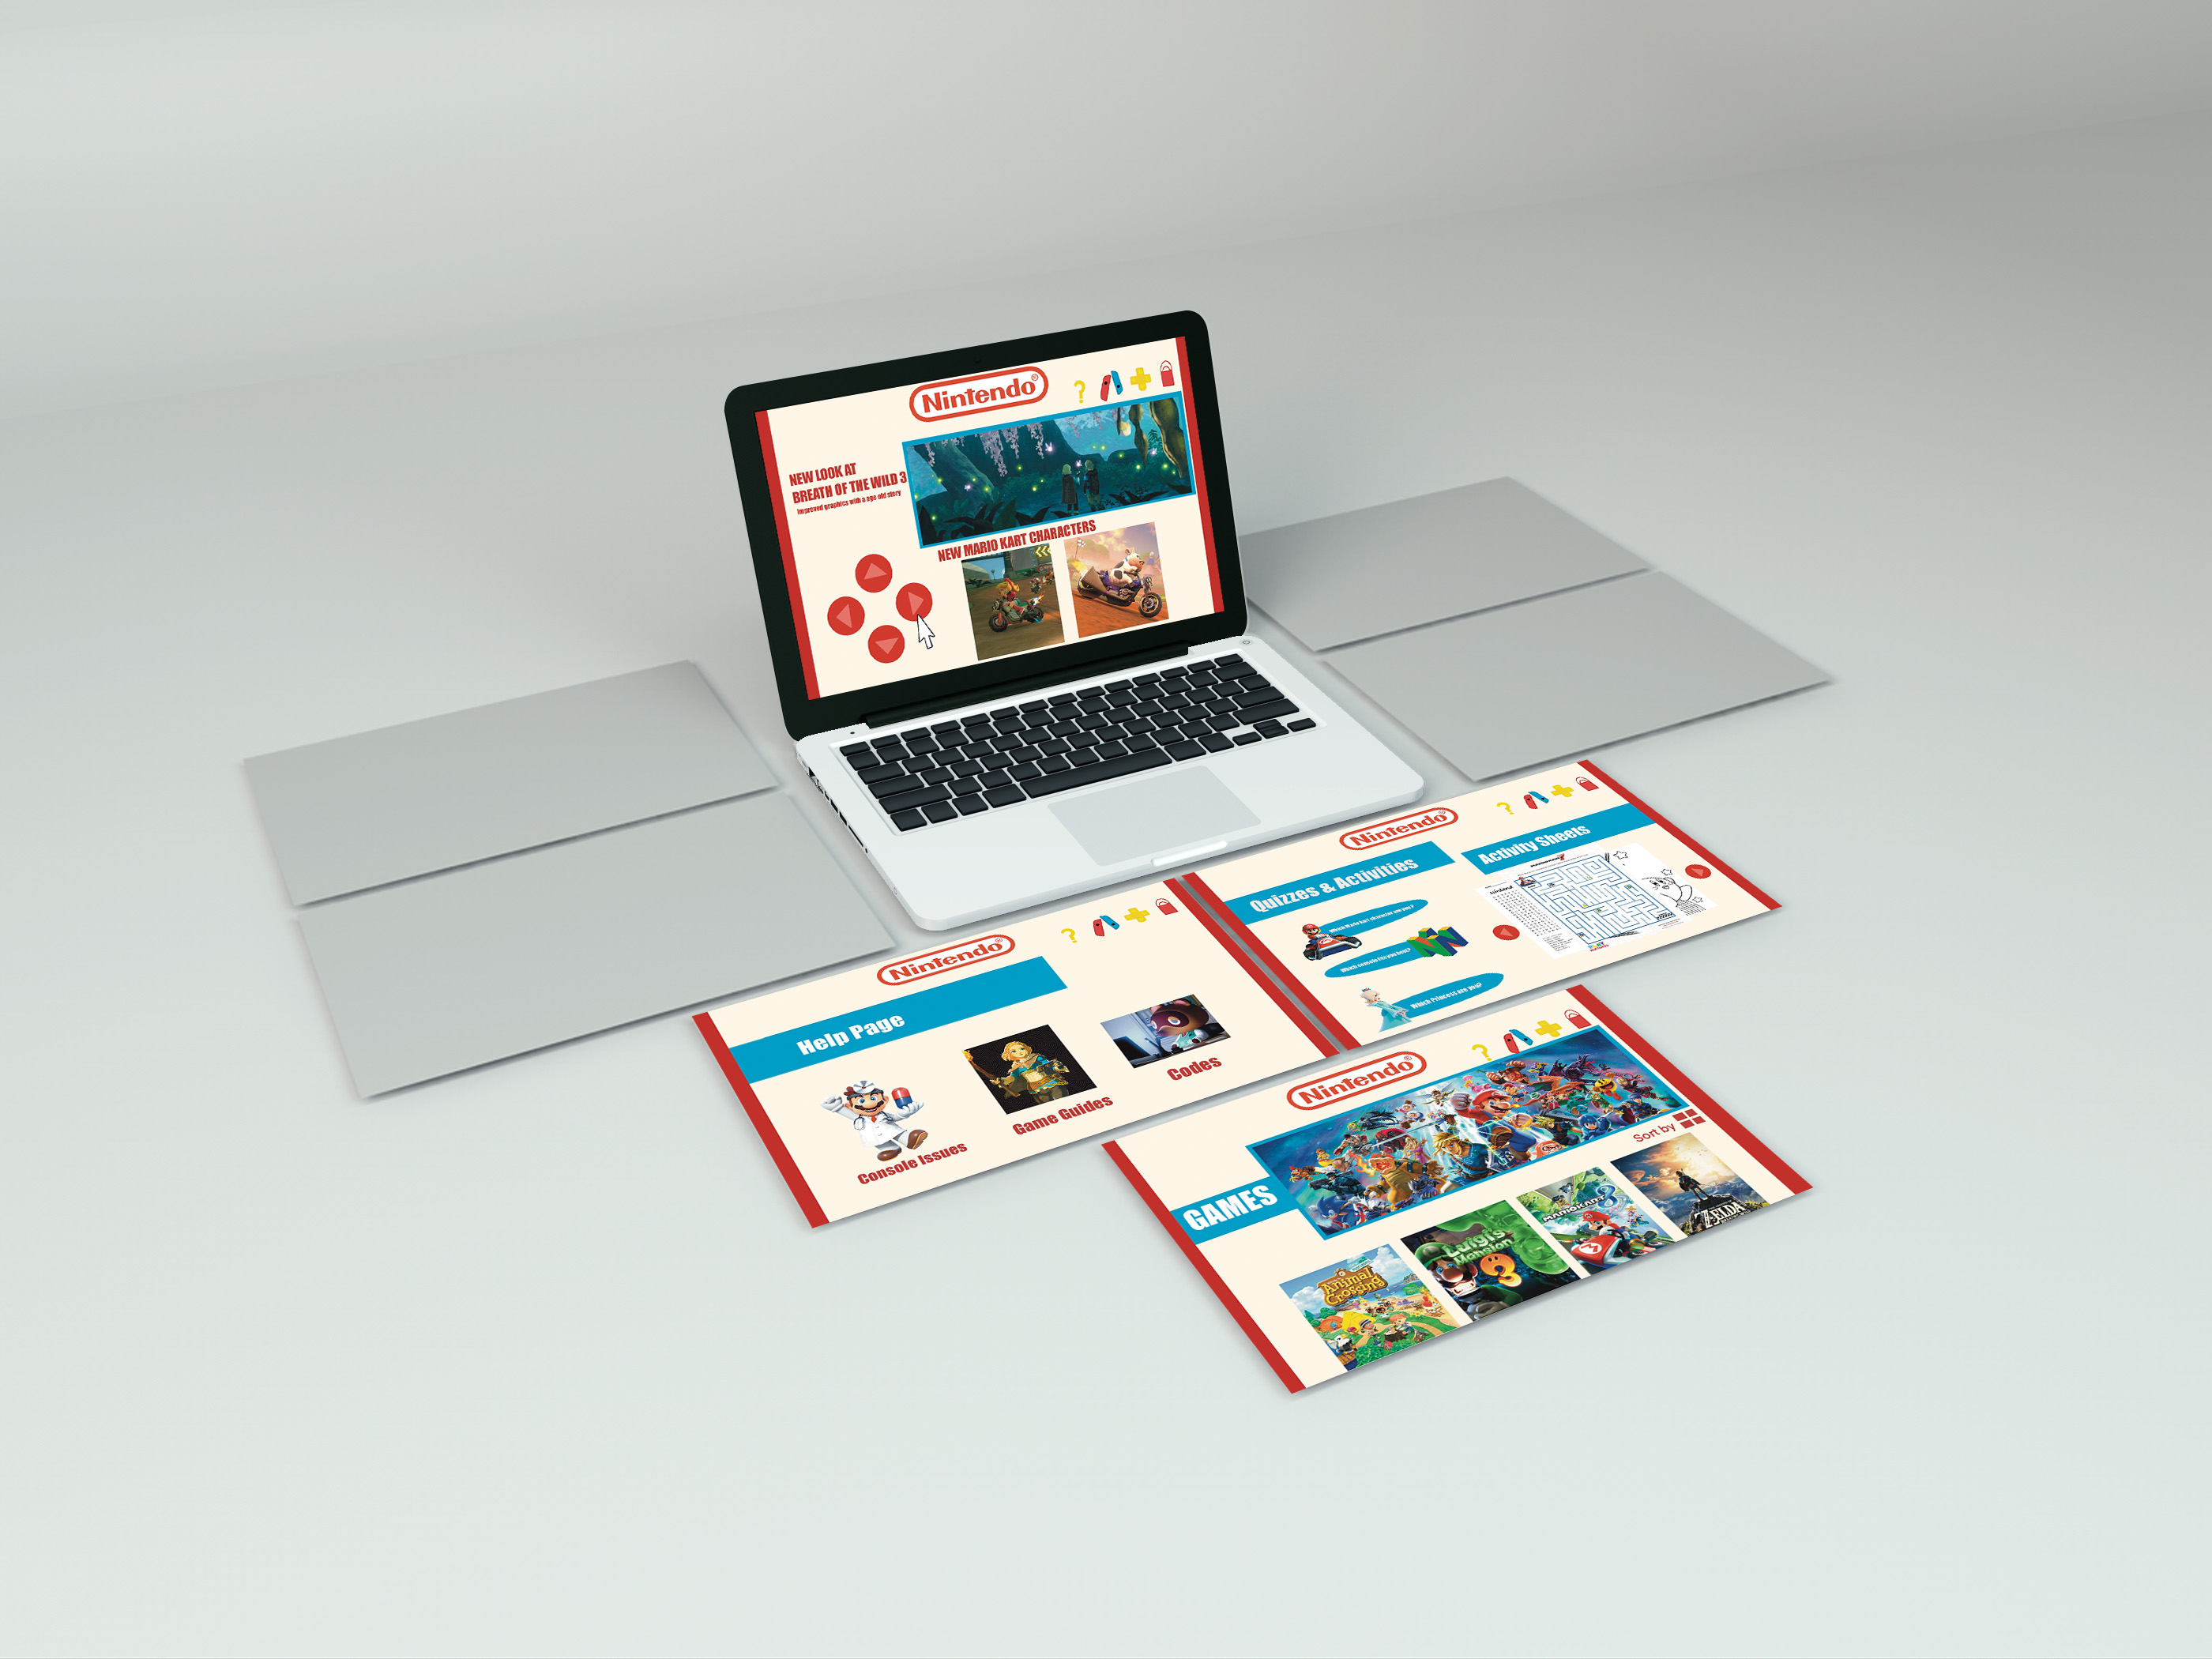 Nintendo®
NEW LOOK AT
BREATH OF THE WILD 3
Improved graphics with a age old story
NEW MARIO KART CHARACTERS
Nintendo®
Quizzes & Activities
Activity Sheets
Which Mario kart character are you?
Which console fits you best?
Which Princess are you?
Nintendo®
Help Page
Console Issues
Game Guides
Codes
Nintendo®
GAMES
Sort by
Animal
Crossing
Luigi's
Mansion
3
MARIO KART 8
ZELDA